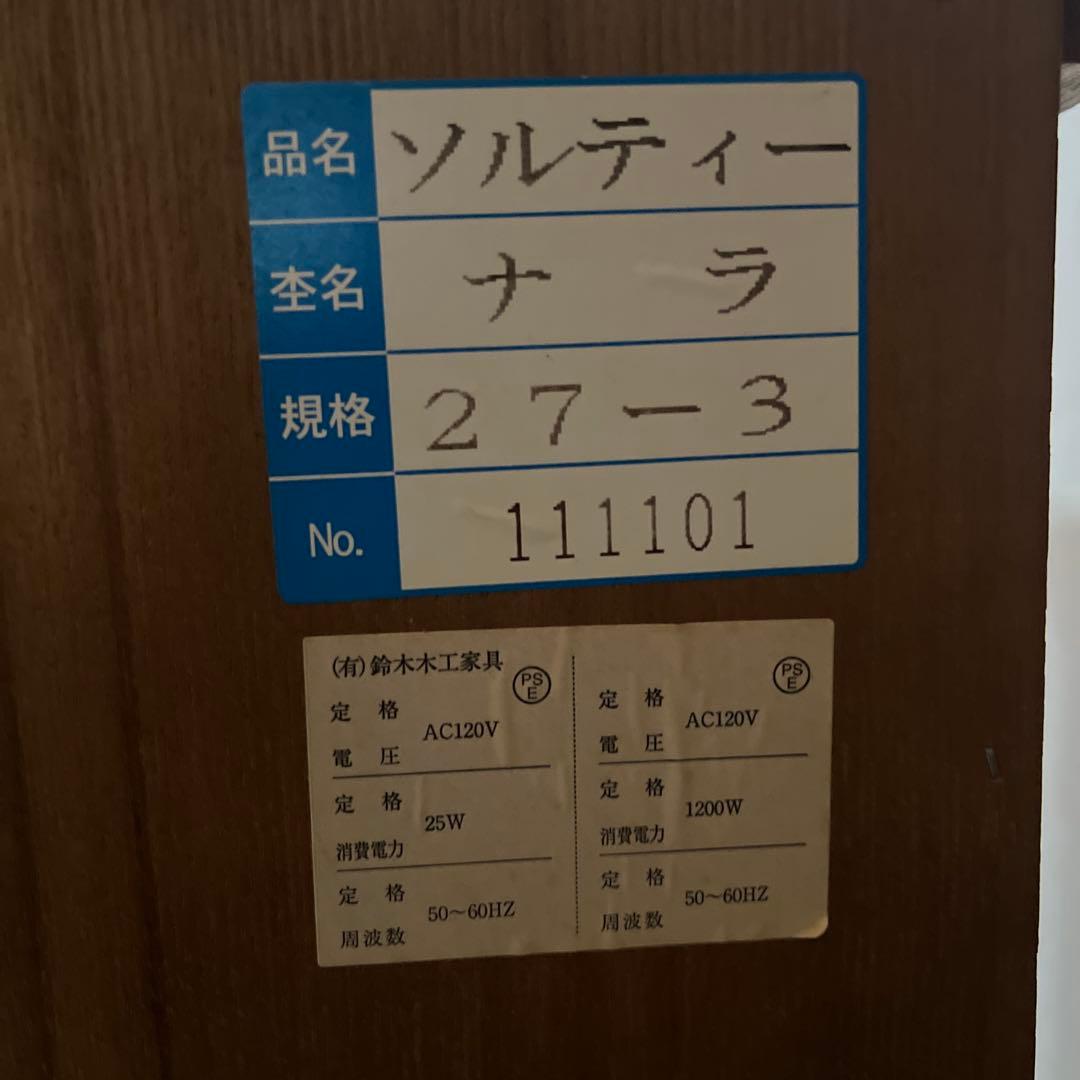 品名 ソルティー
杢名 ナ ラ
規格 27-3
No. 111101
(有)鈴木木工家具
PSE
定格電圧 AC120V
定格消費電力 25W
定格周波数 50~60HZ
PSE
定格電圧 AC120V
定格消費電力 1200W
定格周波数 50~60HZ